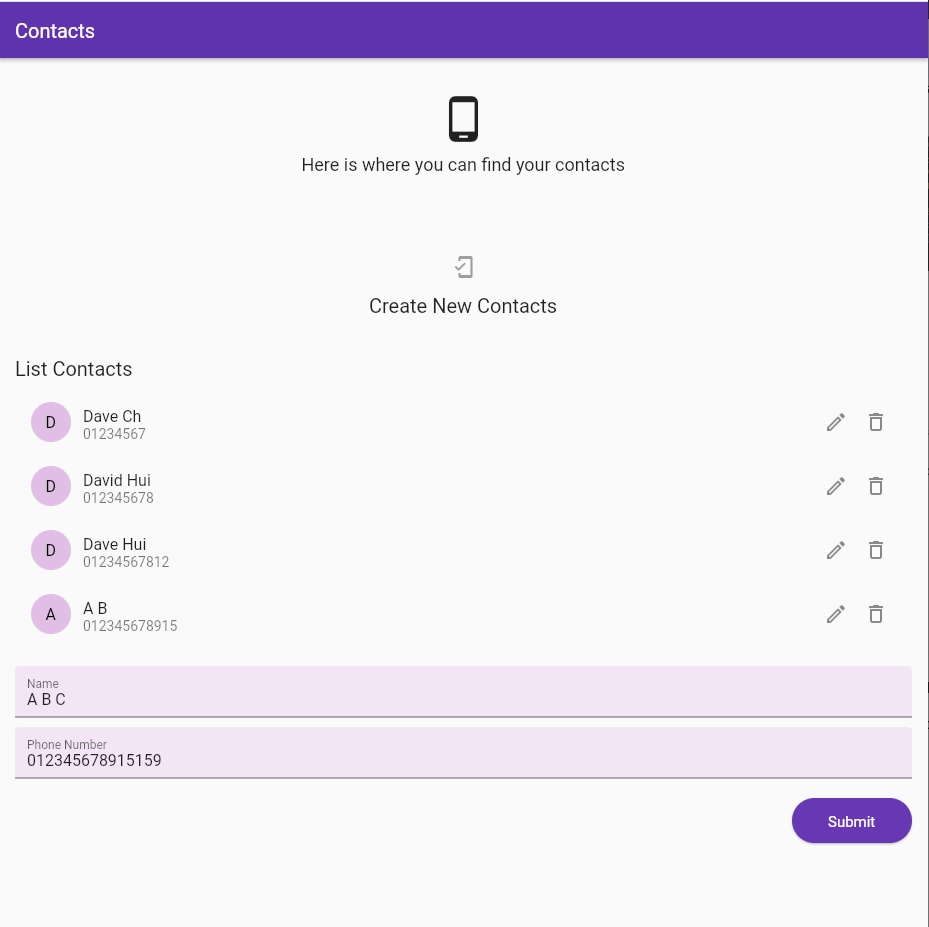 Contacts
Here is where you can find your contacts
Create New Contacts
List Contacts
D
Dave Ch
01234567
D
David Hui
012345678
D
Dave Hui
01234567812
A
A B
012345678915
Name
A B C
Phone Number
012345678915159
Submit